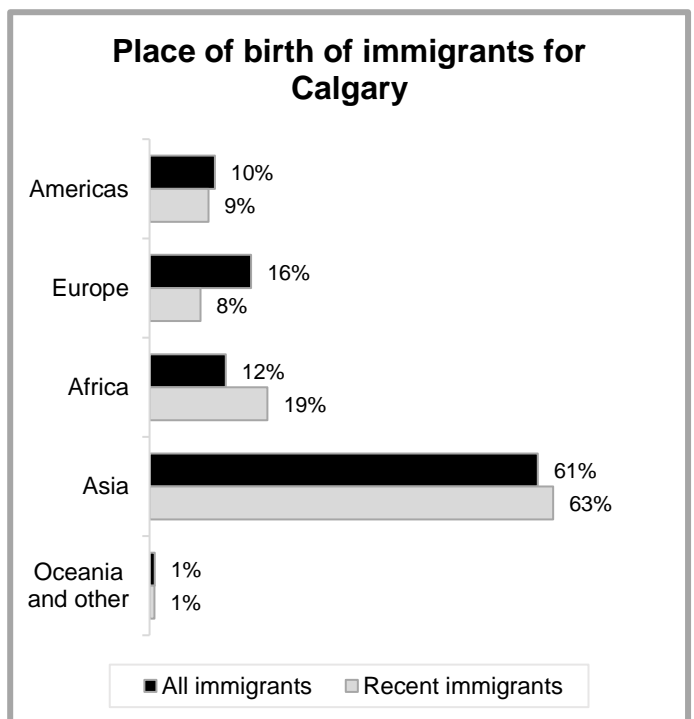 Place of birth of immigrants for
Calgary
Americas
10%
9%
Europe
16%
8%
Africa
12%
19%
Asia
61%
63%
Oceania
and other
1%
1%
All immigrants
Recent immigrants